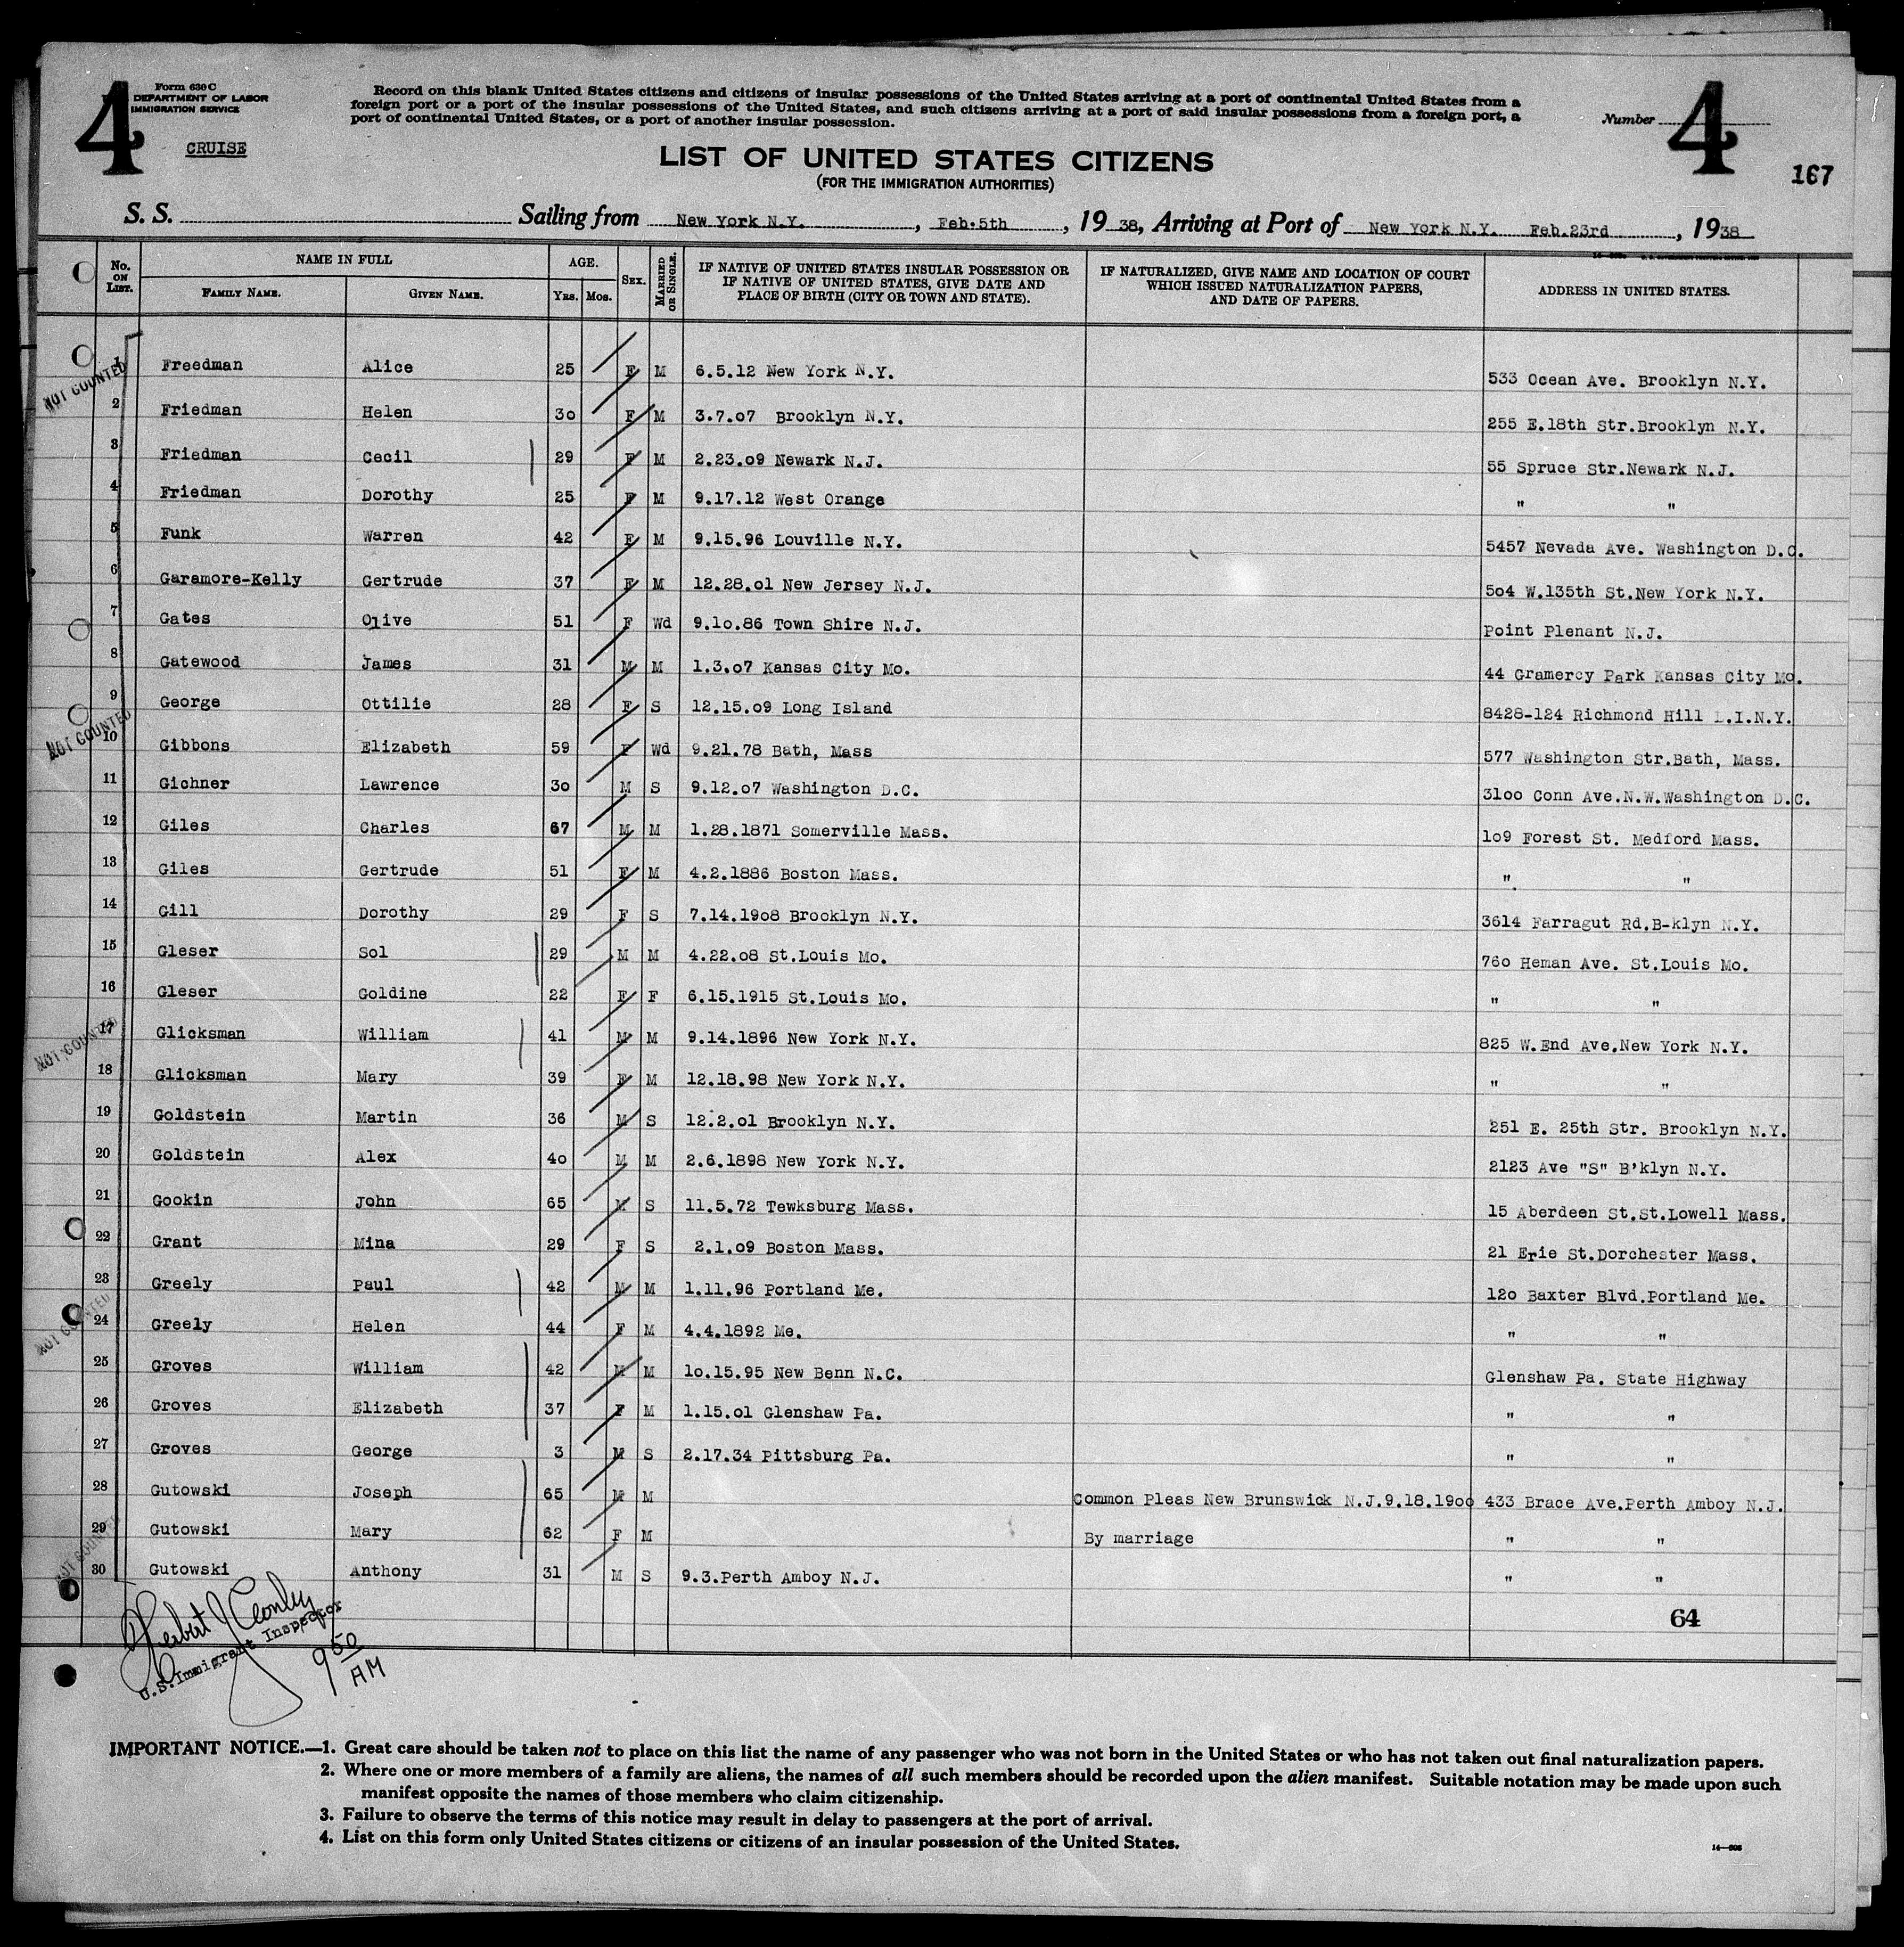 4
Form 630 C
DEPARTMENT OF LABOR
IMMIGRATION SERVICE
CRUISE
Record on this blank United States citizens and citizens of insular possessions of the United States arriving at a port of continental United States from a
foreign port or a port of the insular possessions of the United States, and such citizens arriving at a port of said insular possessions from a foreign port, a
port of continental United States, or a port of another insular possession.
Number 4
167
LIST OF UNITED STATES CITIZENS
(FOR THE IMMIGRATION AUTHORITIES)
S. S. Sailing from New York N.Y. , Feb.5th , 19 38, Arriving at Port of New York N.Y. Feb.23rd , 1938
No. ON LIST. NAME IN FULL FAMILY NAME. GIVEN NAME. AGE. YRS. MOS. SEX. MARRIED OR SINGLE. IF NATIVE OF UNITED STATES INSULAR POSSESSION OR IF NATIVE OF UNITED STATES, GIVE DATE AND PLACE OF BIRTH (CITY OR TOWN AND STATE). IF NATURALIZED, GIVE NAME AND LOCATION OF COURT WHICH ISSUED NATURALIZATION PAPERS, AND DATE OF PAPERS. ADDRESS IN UNITED STATES.
NOT COUNTED
1 Freedman Alice 25 F M 6.5.12 New York N.Y. 533 Ocean Ave. Brooklyn N.Y.
2 Friedman Helen 30 F M 3.7.07 Brooklyn N.Y. 255 E.18th Str.Brooklyn N.Y.
3 Friedman Cecil 29 F M 2.23.09 Newark N.J. 55 Spruce Str.Newark N.J.
4 Friedman Dorothy 25 F M 9.17.12 West Orange " "
5 Funk Warren 42 F M 9.15.96 Louville N.Y. 5457 Nevada Ave. Washington D.C.
6 Garamore-Kelly Gertrude 37 F M 12.28.01 New Jersey N.J. 504 W.135th St.New York N.Y.
7 Gates Olive 51 F Wd 9.10.86 Town Shire N.J. Point Plenant N.J.
8 Gatewood James 31 M M 1.3.07 Kansas City Mo. 44 Gramercy Park Kansas City Mo.
9 George Ottilie 28 F S 12.15.09 Long Island 8428-124 Richmond Hill L.I.N.Y.
NOT COUNTED
10 Gibbons Elizabeth 59 F Wd 9.21.78 Bath, Mass 577 Washington Str.Bath, Mass.
11 Gichner Lawrence 30 M S 9.12.07 Washington D.C. 3100 Conn Ave.N.W.Washington D.C.
12 Giles Charles 67 M M 1.28.1871 Somerville Mass. 109 Forest St. Medford Mass.
13 Giles Gertrude 51 F M 4.2.1886 Boston Mass. " "
14 Gill Dorothy 29 F S 7.14.1908 Brooklyn N.Y. 3614 Farragut Rd.B-klyn N.Y.
15 Gleser Sol 29 M M 4.22.08 St.Louis Mo. 760 Heman Ave. St.Louis Mo.
16 Gleser Goldine 22 F F 6.15.1915 St.Louis Mo. " "
NOT COUNTED
17 Glicksman William 41 M M 9.14.1896 New York N.Y. 825 W.End Ave.New York N.Y.
18 Glicksman Mary 39 F M 12.18.98 New York N.Y. " "
19 Goldstein Martin 36 M S 12.2.01 Brooklyn N.Y. 251 E. 25th Str. Brooklyn N.Y.
20 Goldstein Alex 40 M M 2.6.1898 New York N.Y. 2123 Ave "S" B'klyn N.Y.
21 Gookin John 65 M S 11.5.72 Tewksburg Mass. 15 Aberdeen St.St.Lowell Mass.
22 Grant Mina 29 F S 2.1.09 Boston Mass. 21 Erie St.Dorchester Mass.
23 Greely Paul 42 M M 1.11.96 Portland Me. 120 Baxter Blvd.Portland Me.
NOT COUNTED
24 Greely Helen 44 F M 4.4.1892 Me. " "
25 Groves William 42 M M 10.15.95 New Benn N.C. Glenshaw Pa. State Highway
26 Groves Elizabeth 37 F M 1.15.01 Glenshaw Pa. " "
27 Groves George 3 M S 2.17.34 Pittsburg Pa. " "
28 Gutowski Joseph 65 M M Common Pleas New Brunswick N.J.9.18.1900 433 Brace Ave.Perth Amboy N.J.
29 Gutowski Mary 62 F M By marriage " "
NOT COUNTED
30 Gutowski Anthony 31 M S 9.3.Perth Amboy N.J. " "
64
Herbert J
U.S.Immigrant Inspector
9 50
AM
IMPORTANT NOTICE.—1. Great care should be taken not to place on this list the name of any passenger who was not born in the United States or who has not taken out final naturalization papers.
2. Where one or more members of a family are aliens, the names of all such members should be recorded upon the alien manifest. Suitable notation may be made upon such
manifest opposite the names of those members who claim citizenship.
3. Failure to observe the terms of this notice may result in delay to passengers at the port of arrival.
4. List on this form only United States citizens or citizens of an insular possession of the United States.